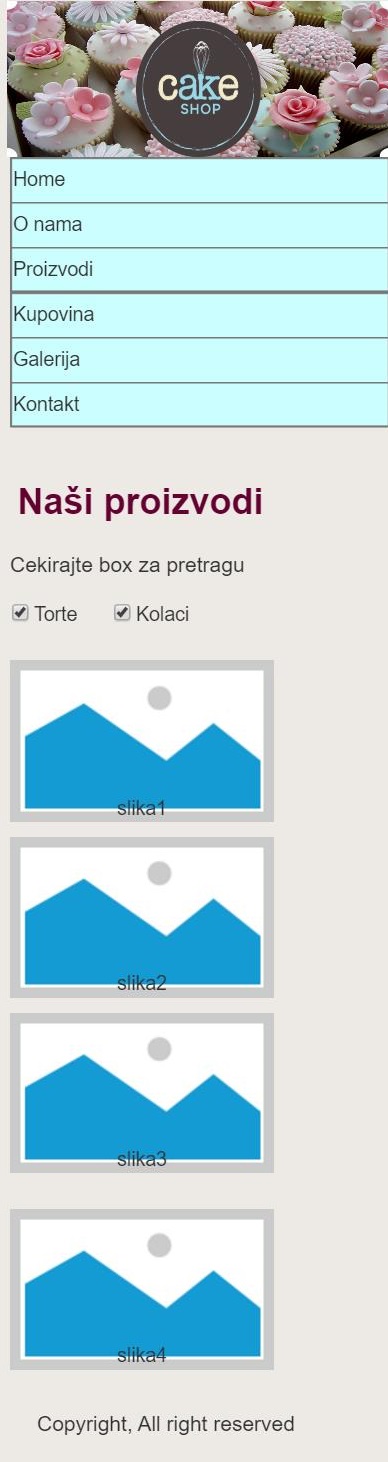 cake
SHOP
Home
O nama
Proizvodi
Kupovina
Galerija
Kontakt
Naši proizvodi
Cekirajte box za pretragu
Torte Kolaci
slika1
slika2
slika3
slika4
Copyright, All right reserved